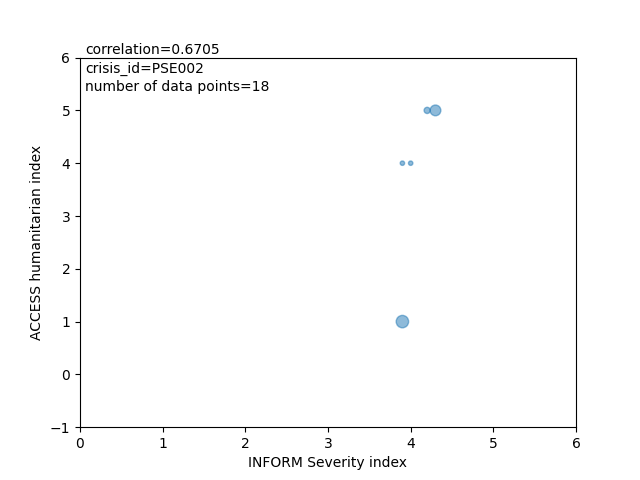 correlation=0.6705
crisis_id=PSE002
number of data points=18
6
5
4
3
2
1
0
−1
ACCESS humanitarian index
0 1 2 3 4 5 6
INFORM Severity index